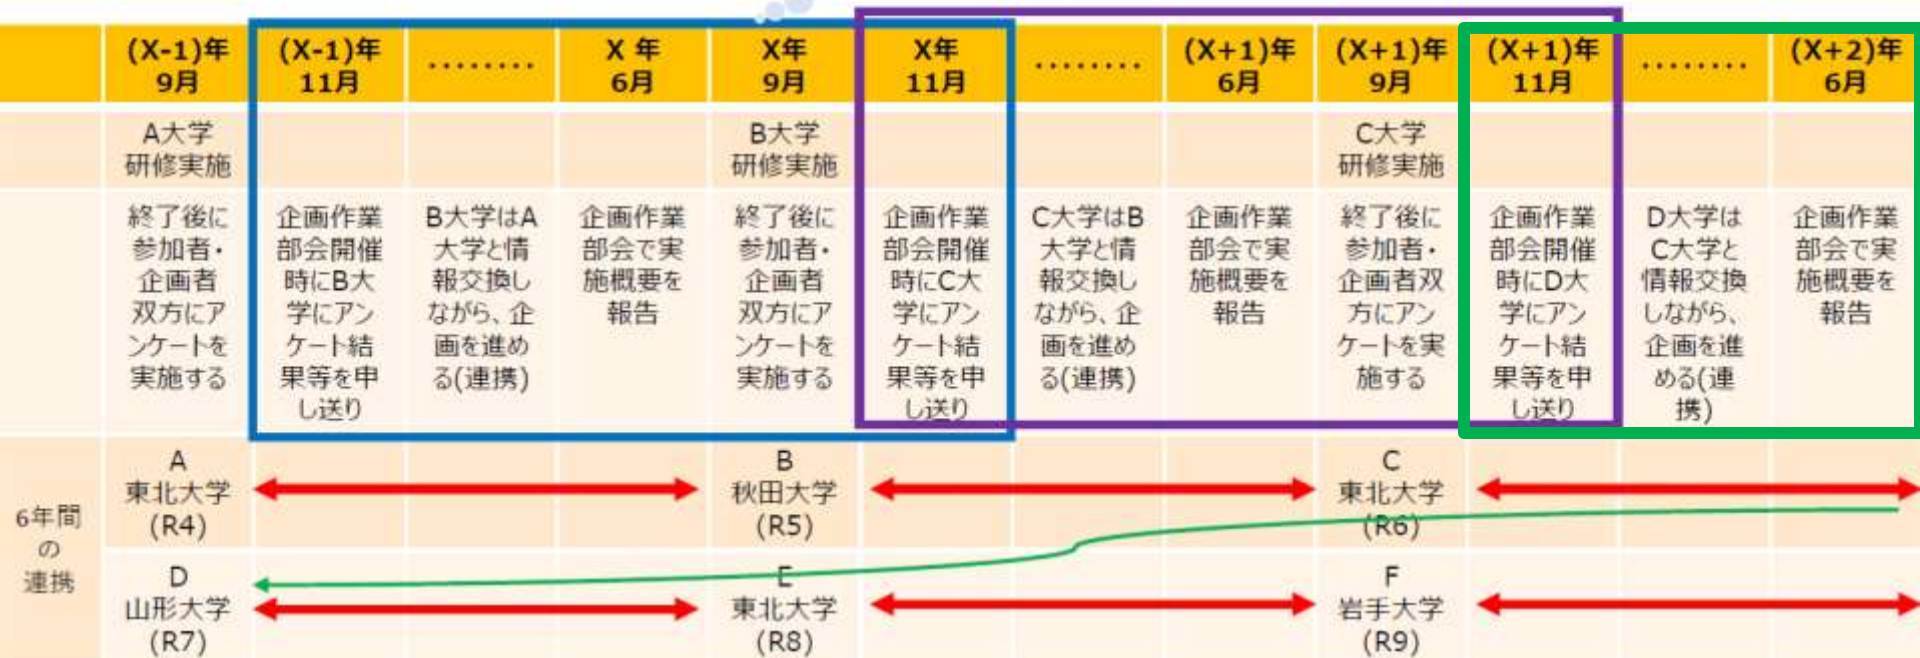 (X-1)年
9月
(X-1)年
11月
………
X 年
6月
X年
9月
X年
11月
………
(X+1)年
6月
(X+1)年
9月
(X+1)年
11月
………
(X+2)年
6月
A大学
研修実施
B大学
研修実施
C大学
研修実施
終了後に
参加者・
企画者
双方にア
ンケートを
実施する
企画作業
部会開催
時にB大
学にアン
ケート結
果等を申
し送り
B大学はA
大学と情
報交換し
ながら、企
画を進め
る(連携)
企画作業
部会で実
施概要を
報告
終了後に
参加者・
企画者
双方にア
ンケートを
実施する
企画作業
部会開催
時にC大
学にアン
ケート結
果等を申
し送り
C大学はB
大学と情
報交換し
ながら、企
画を進め
る(連携)
企画作業
部会で実
施概要を
報告
終了後に
参加者・
企画者双
方にアン
ケートを実
施する
企画作業
部会開催
時にD大
学にアン
ケート結
果等を申
し送り
D大学は
C大学と
情報交換
しながら、
企画を進
める(連
携)
企画作業
部会で実
施概要を
報告
6年間
の
連携
A
東北大学
(R4)
B
秋田大学
(R5)
C
東北大学
(R6)
D
山形大学
(R7)
E
東北大学
(R8)
F
岩手大学
(R9)